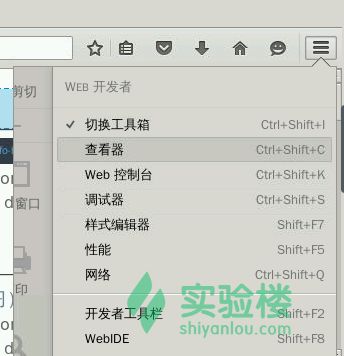 WEB 开发者
剪切
切换工具箱 Ctrl+Shift+I
查看器 Ctrl+Shift+C
Web 控制台 Ctrl+Shift+K
窗口
调试器 Ctrl+Shift+S
样式编辑器 Shift+F7
性能 Shift+F5
网络 Ctrl+Shift+Q
印
实验楼
开发者工具栏 Shift+F2
shiyanlou.com
WebIDE Shift+F8